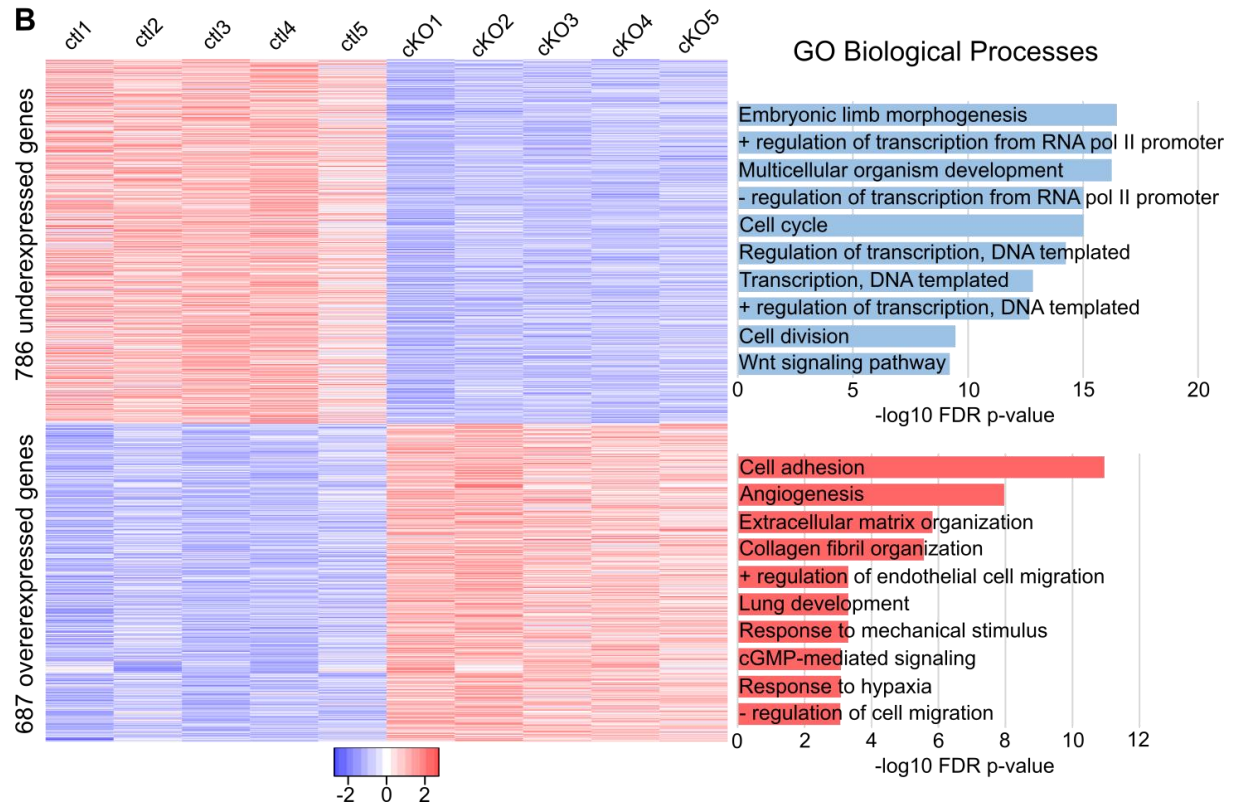 B
ctl1 ctl2 ctl3 ctl4 ctl5 cKO1 cKO2 cKO3 cKO4 cKO5
786 underexpressed genes
687 overerexpressed genes
-2 0 2
GO Biological Processes
Embryonic limb morphogenesis
+ regulation of transcription from RNA pol II promoter
Multicellular organism development
- regulation of transcription from RNA pol II promoter
Cell cycle
Regulation of transcription, DNA templated
Transcription, DNA templated
+ regulation of transcription, DNA templated
Cell division
Wnt signaling pathway
0 5 10 15 20
-log10 FDR p-value
Cell adhesion
Angiogenesis
Extracellular matrix organization
Collagen fibril organization
+ regulation of endothelial cell migration
Lung development
Response to mechanical stimulus
cGMP-mediated signaling
Response to hypaxia
- regulation of cell migration
0 2 4 6 8 10 12
-log10 FDR p-value